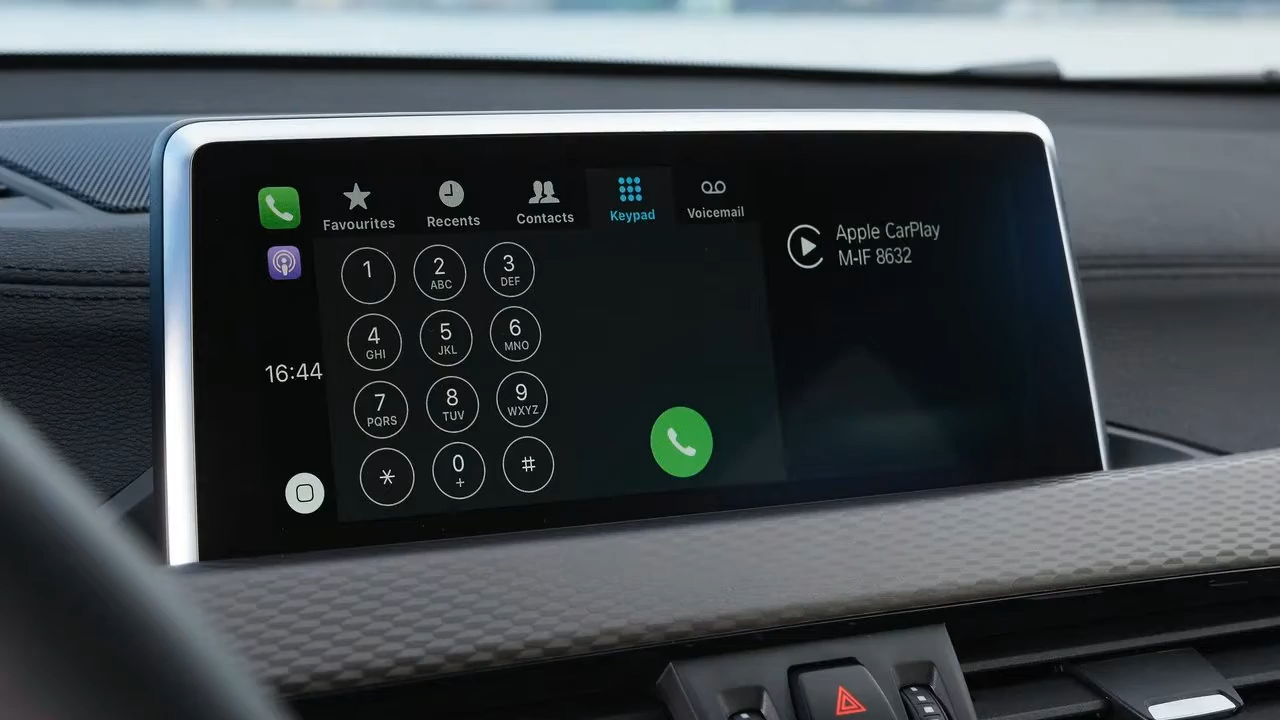 Favourites
Recents
Contacts
Keypad
Voicemail
Apple CarPlay
M-IF 8632
1
2
ABC
3
DEF
4
GHI
5
JKL
6
MNO
16:44
7
PQRS
8
TUV
9
WXYZ
*
0
+
#